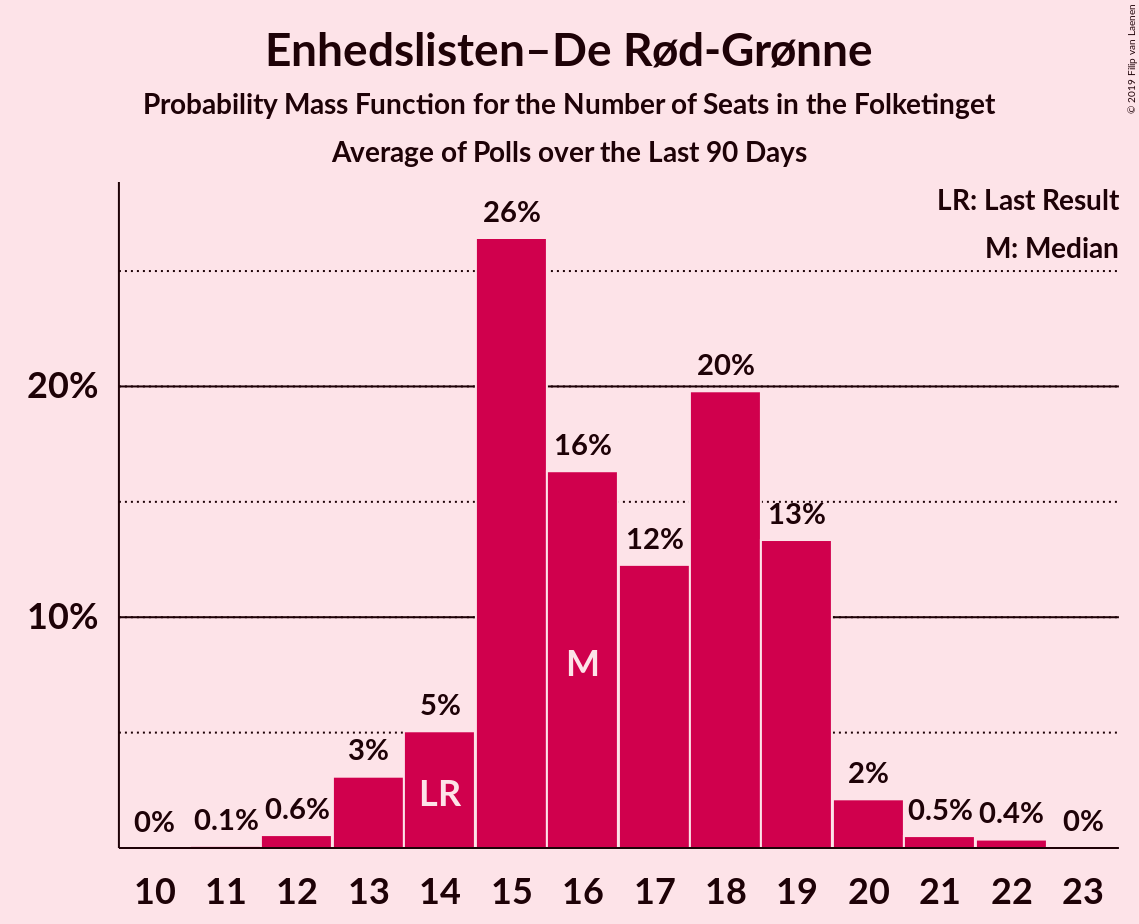 Enhedslisten–De Rød-Grønne
Probability Mass Function for the Number of Seats in the Folketinget
Average of Polls over the Last 90 Days
© 2019 Filip van Laenen
LR: Last Result
M: Median
26%
20%
20%
16%
13%
12%
10%
M
5%
3%
LR
2%
0%
0.1%
0.6%
0.5%
0.4%
0%
10 11 12 13 14 15 16 17 18 19 20 21 22 23